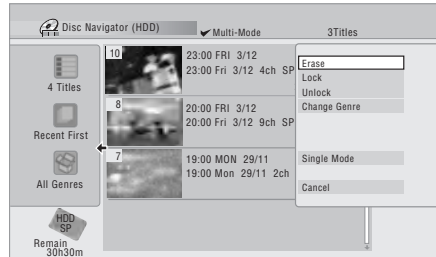 Disc Navigator (HDD)
Multi-Mode
3Titles
4 Titles
Recent First
All Genres
HDD
SP
Remain
30h30m
10
23:00 FRI 3/12
23:00 Fri 3/12 4ch SP
8
20:00 FRI 3/12
20:00 Fri 3/12 9ch SP
7
19:00 MON 29/11
19:00 Mon 29/11 2ch
Erase
Lock
Unlock
Change Genre
Single Mode
Cancel